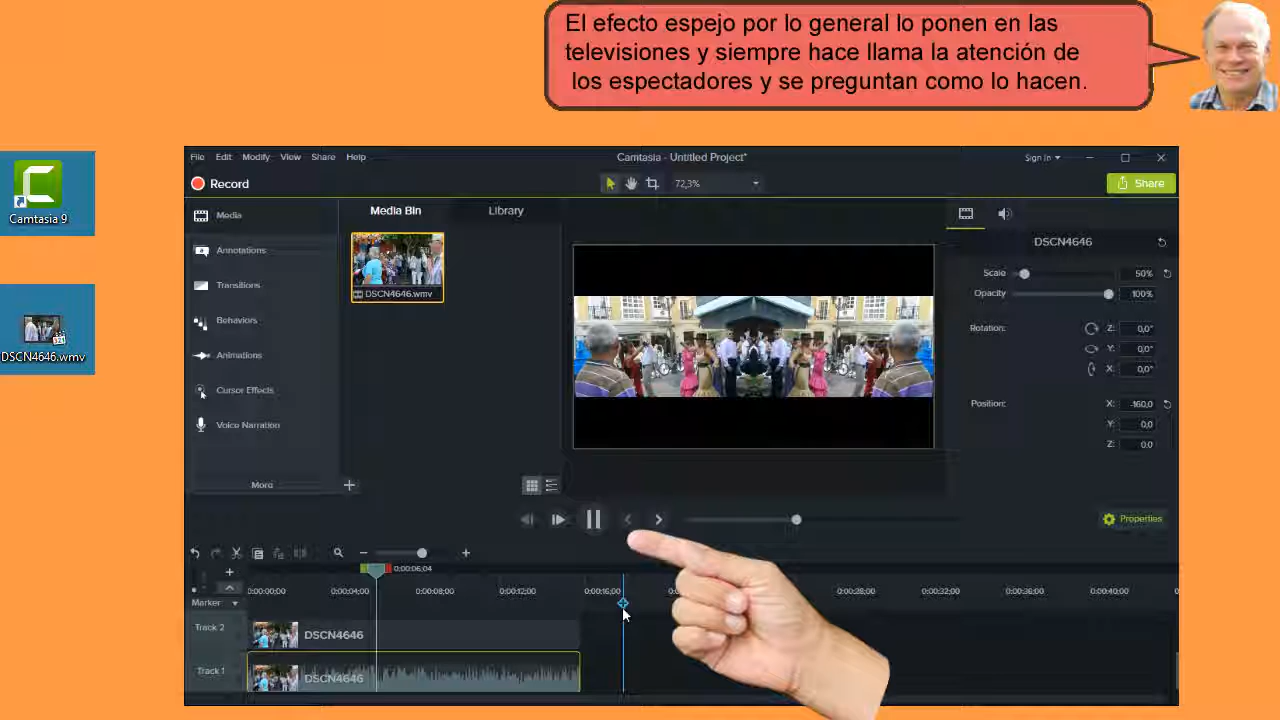 El efecto espejo por lo general lo ponen en las
televisiones y siempre hace llama la atención de
los espectadores y se preguntan como lo hacen.
Camtasia 9
DSCN4646.wmv
File Edit Modify View Share Help
Camtasia - Untitled Project*
Sign In
Record
72,3%
Share
Media
Annotations
Transitions
Behaviors
Animations
Cursor Effects
Voice Narration
More
Media Bin
Library
DSCN4646.wmv
DSCN4646
Scale 50%
Opacity 100%
Rotation: Z: 0,0°
Y: 0,0°
X: 0,0°
Position: X: -160,0
Y: 0,0
Z: 0,0
Properties
0:00:06;04
0:00:00;00 0:00:04;00 0:00:08;00 0:00:12;00 0:00:16;00 0:00:28;00 0:00:32;00 0:00:36;00 0:00:40;00
Marker
Track 2
DSCN4646
Track 1
DSCN4646